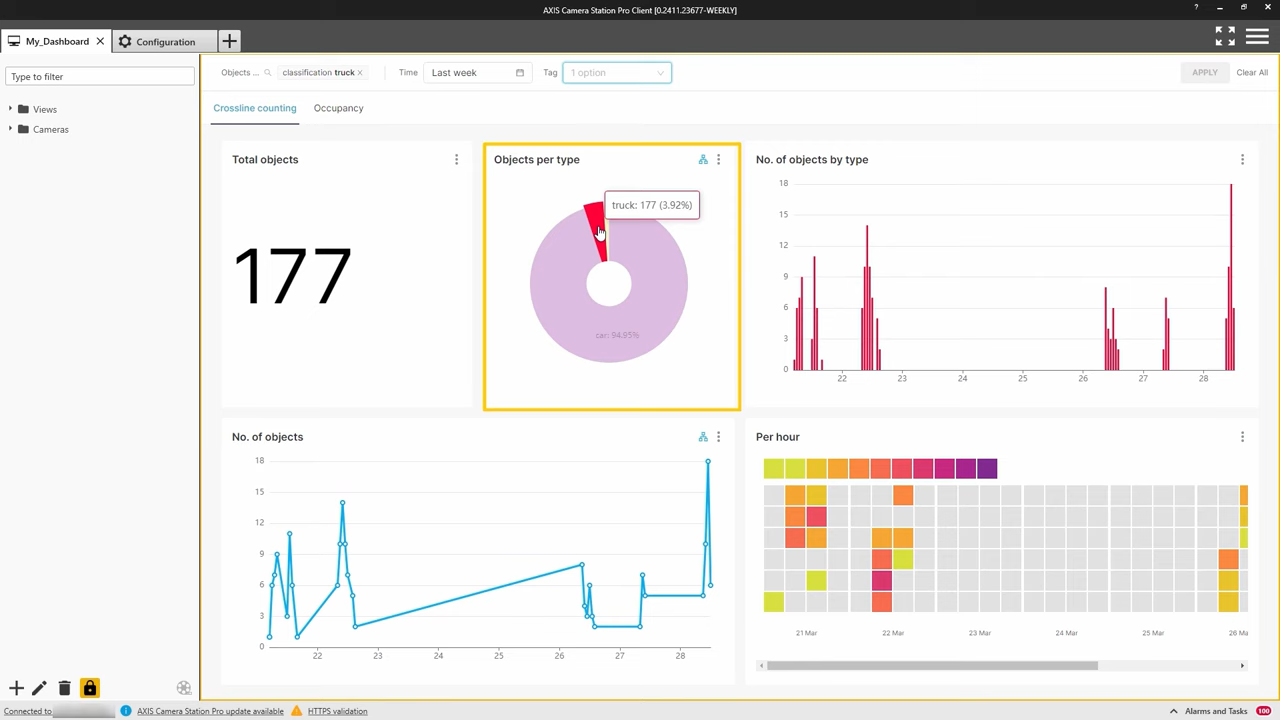 AXIS Camera Station Pro Client [0.2411.23677-WEEKLY]
?
My_Dashboard
Configuration
Type to filter
Objects ...
classification truck
Time
Last week
Tag
1 option
APPLY
Clear All
Views
Cameras
Crossline counting
Occupancy
Total objects
177
Objects per type
truck: 177 (3.92%)
car: 94.95%
No. of objects by type
18
15
12
9
6
3
0
22 23 24 25 26 27 28
No. of objects
18
15
12
9
6
3
0
22 23 24 25 26 27 28
Per hour
21 Mar 22 Mar 23 Mar 24 Mar 25 Mar 26 Ma
Connected to
AXIS Camera Station Pro update available
HTTPS validation
Alarms and Tasks 100